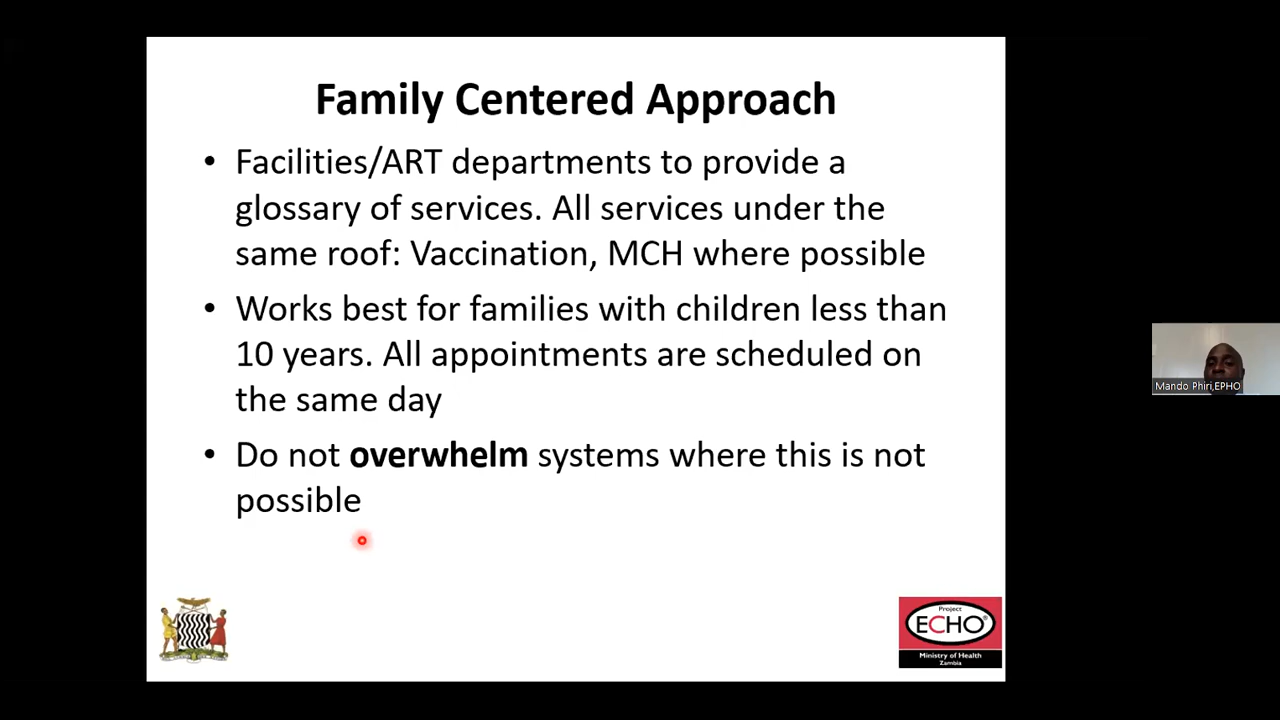 Family Centered Approach
• Facilities/ART departments to provide a
glossary of services. All services under the
same roof: Vaccination, MCH where possible
• Works best for families with children less than
10 years. All appointments are scheduled on
the same day
• Do not overwhelm systems where this is not
possible
Project
ECHO®
Ministry of Health
Zambia
Mando Phiri,EPHO